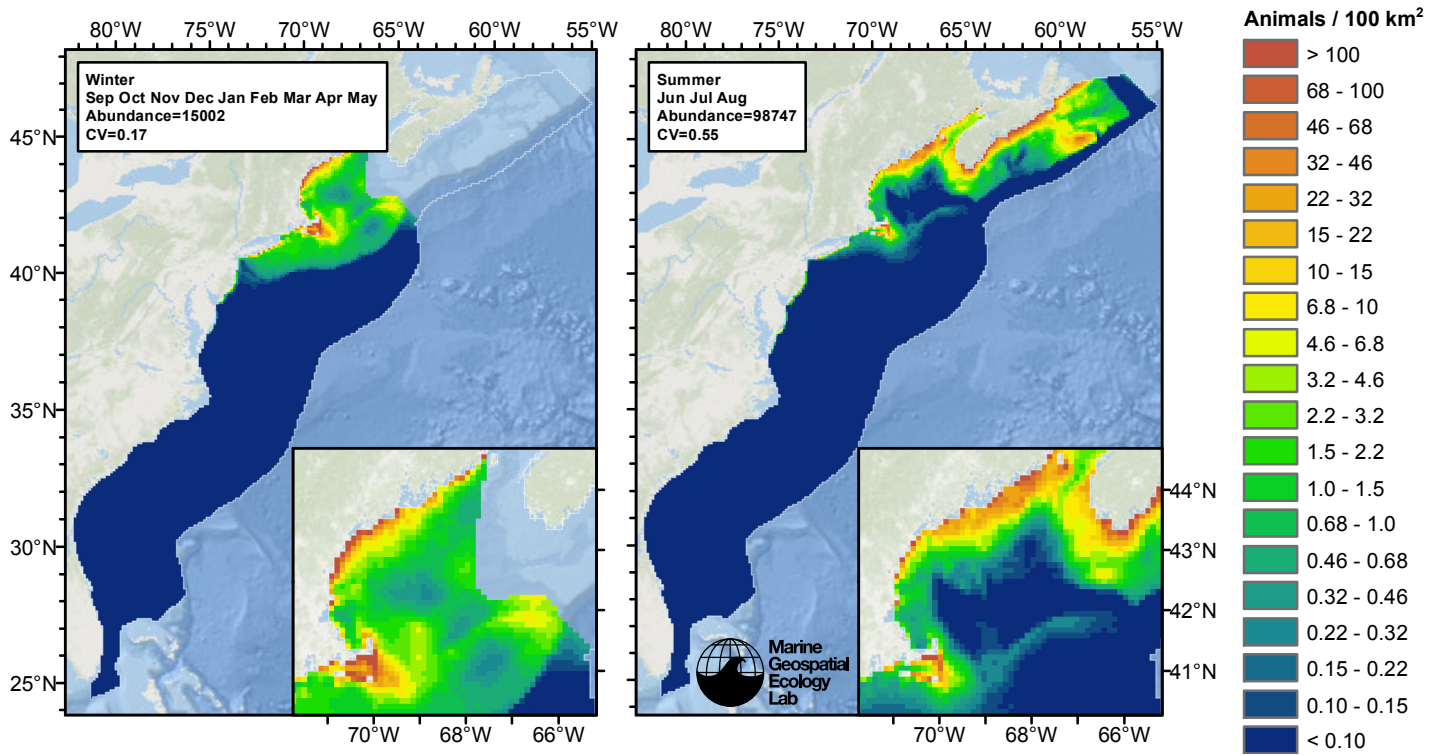 80°W 75°W 70°W 65°W 60°W 55°W
80°W 75°W 70°W 65°W 60°W 55°W
Animals / 100 km²
Winter
Sep Oct Nov Dec Jan Feb Mar Apr May
Abundance=15002
CV=0.17
Summer
Jun Jul Aug
Abundance=98747
CV=0.55
45°N
40°N
35°N
30°N
25°N
44°N
43°N
42°N
41°N
70°W 68°W 66°W
70°W 68°W 66°W
Marine
Geospatial
Ecology
Lab
> 100
68 - 100
46 - 68
32 - 46
22 - 32
15 - 22
10 - 15
6.8 - 10
4.6 - 6.8
3.2 - 4.6
2.2 - 3.2
1.5 - 2.2
1.0 - 1.5
0.68 - 1.0
0.46 - 0.68
0.32 - 0.46
0.22 - 0.32
0.15 - 0.22
0.10 - 0.15
< 0.10